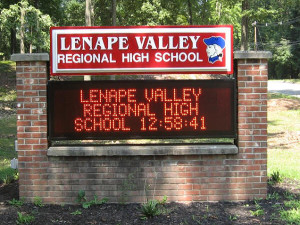 LENAPE VALLEY
REGIONAL HIGH SCHOOL
LENAPE VALLEY
REGIONAL HIGH
SCHOOL 12:58:41